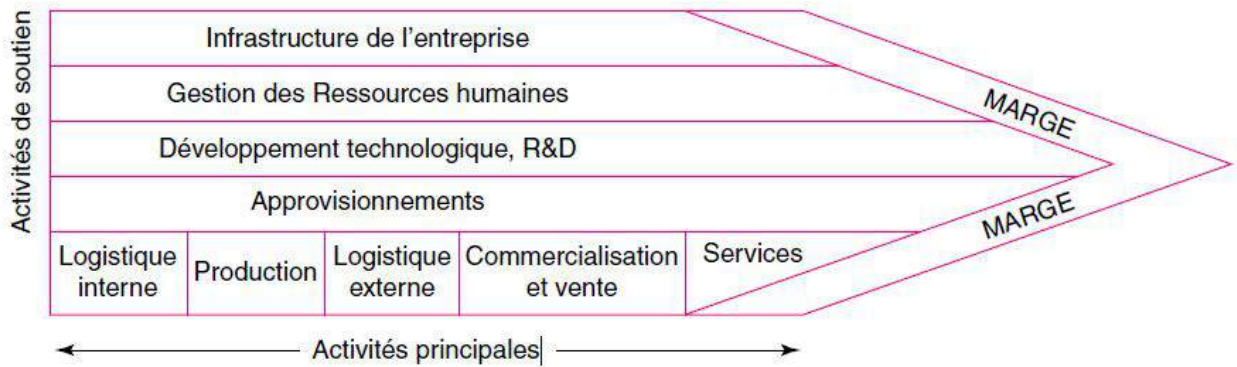 Activités de soutien
Infrastructure de l'entreprise
Gestion des Ressources humaines
Développement technologique, R&D
Approvisionnements
Logistique
interne
Production
Logistique
externe
Commercialisation
et vente
Services
MARGE
MARGE
Activités principales